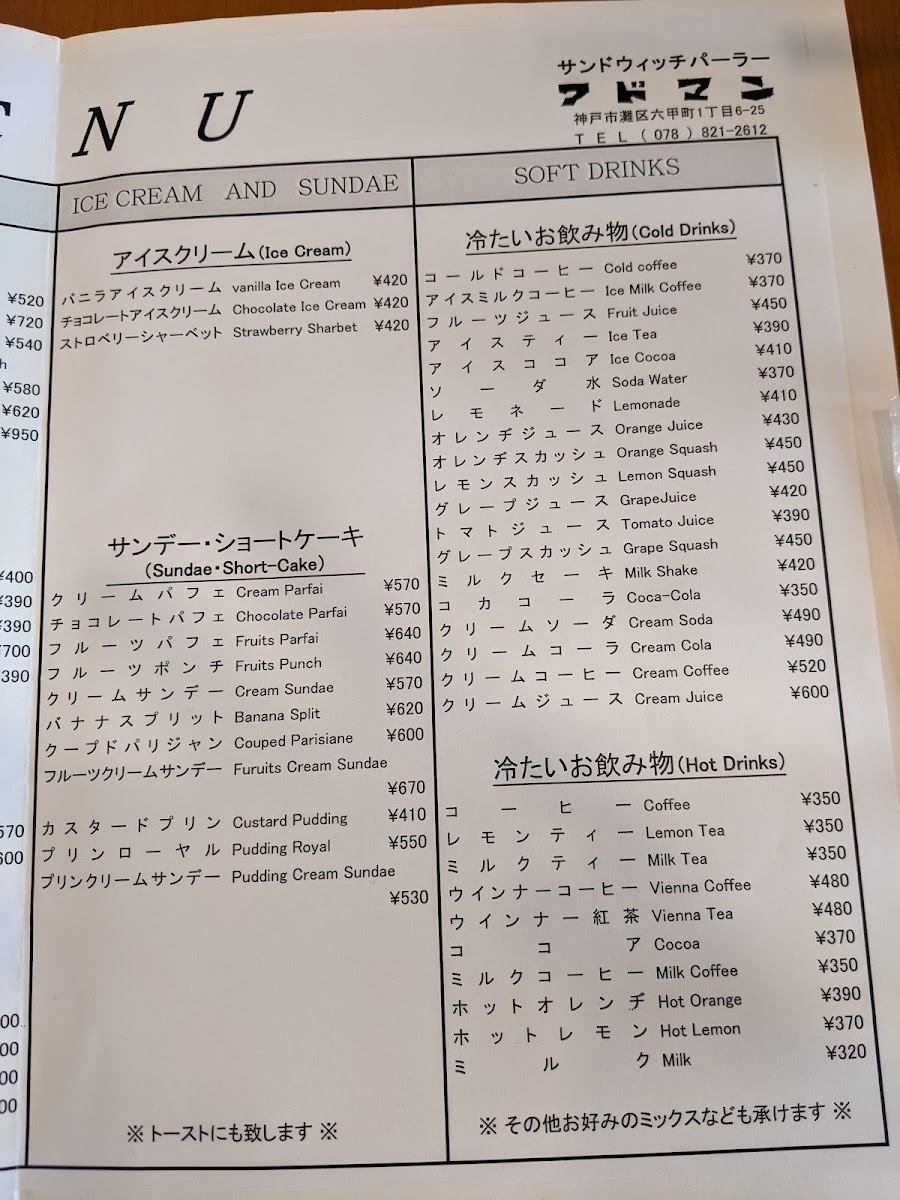 NU
サンドウィッチパーラー
アドマン
神戸市灘区六甲町1丁目6-25
TEL(078)821-2612
¥520
¥720
¥540
h
¥580
¥620
¥950
¥400
¥390
¥390
¥700
¥390
570
600
00
00
00
00
ICE CREAM AND SUNDAE
アイスクリーム(Ice Cream)
バニラアイスクリーム vanilla Ice Cream ¥420
チョコレートアイスクリーム Chocolate Ice Cream ¥420
ストロベリーシャーベット Strawberry Sharbet ¥420
サンデー・ショートケーキ
(Sundae・Short-Cake)
クリームパフェ Cream Parfai ¥570
チョコレートパフェ Chocolate Parfai ¥570
フルーツパフェ Fruits Parfai ¥640
フルーツポンチ Fruits Punch ¥640
クリームサンデー Cream Sundae ¥570
バナナスプリット Banana Split ¥620
クープドパリジャン Couped Parisiane ¥600
フルーツクリームサンデー Furuits Cream Sundae
¥670
カスタードプリン Custard Pudding ¥410
プリンローヤル Pudding Royal ¥550
プリンクリームサンデー Pudding Cream Sundae
¥530
※ トーストにも致します ※
SOFT DRINKS
冷たいお飲み物(Cold Drinks)
コールドコーヒー Cold coffee ¥370
アイスミルクコーヒー Ice Milk Coffee ¥370
フルーツジュース Fruit Juice ¥450
アイスティー Ice Tea ¥390
アイスココア Ice Cocoa ¥410
ソーダ水 Soda Water ¥370
レモネード Lemonade ¥410
オレンヂジュース Orange Juice ¥430
オレンヂスカッシュ Orange Squash ¥450
レモンスカッシュ Lemon Squash ¥450
グレープジュース GrapeJuice ¥420
トマトジュース Tomato Juice ¥390
グレープスカッシュ Grape Squash ¥450
ミルクセーキ Milk Shake ¥420
コカコーラ Coca-Cola ¥350
クリームソーダ Cream Soda ¥490
クリームコーラ Cream Cola ¥490
クリームコーヒー Cream Coffee ¥520
クリームジュース Cream Juice ¥600
冷たいお飲み物(Hot Drinks)
コーヒー Coffee ¥350
レモンティー Lemon Tea ¥350
ミルクティー Milk Tea ¥350
ウインナーコーヒー Vienna Coffee ¥480
ウインナー紅茶 Vienna Tea ¥480
ココア Cocoa ¥370
ミルクコーヒー Milk Coffee ¥350
ホットオレンヂ Hot Orange ¥390
ホットレモン Hot Lemon ¥370
ミルク Milk ¥320
※ その他お好みのミックスなども承けます ※